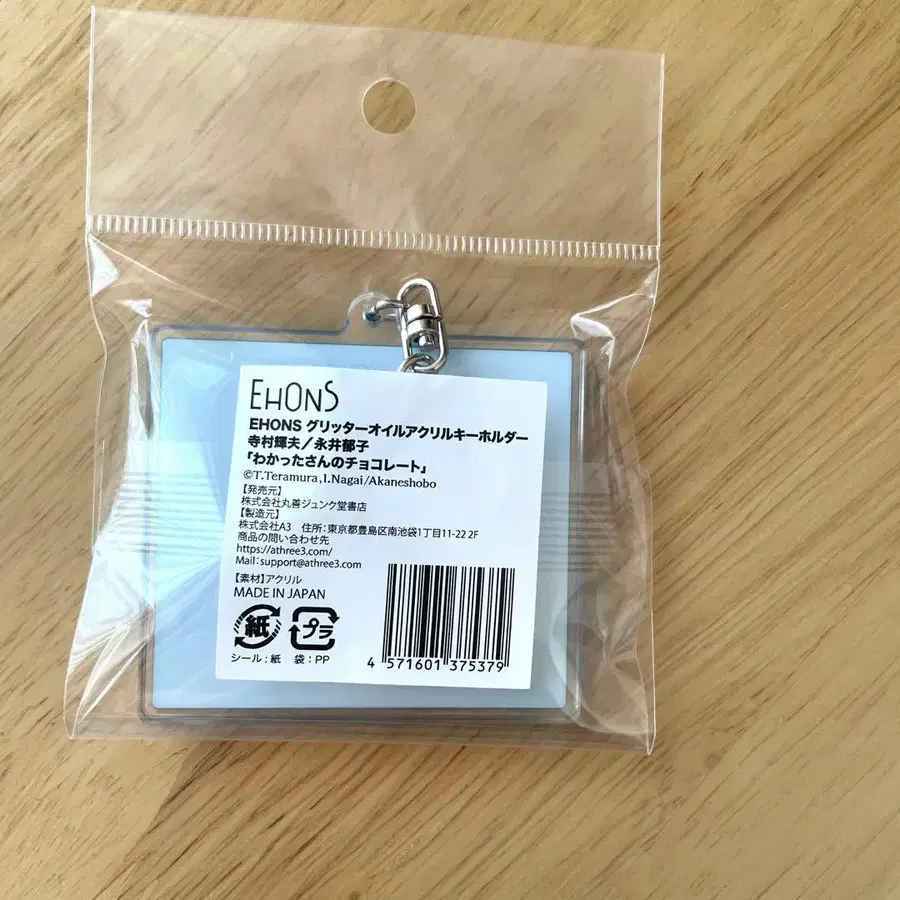 EHONS
EHONS グリッターオイルアクリルキーホルダー
寺村輝夫／永井郁子
「わかったさんのチョコレート」
©T.Teramura,I.Nagai/Akaneshobo
【発売元】
株式会社丸善ジュンク堂書店
【製造元】
株式会社A3 住所：東京都豊島区南池袋1丁目11-22 2F
商品の問い合わせ先
https://athree3.com/
Mail：support@athree3.com
【素材】アクリル
MADE IN JAPAN
紙 プラ
シール：紙 袋：PP
4 571601 375379